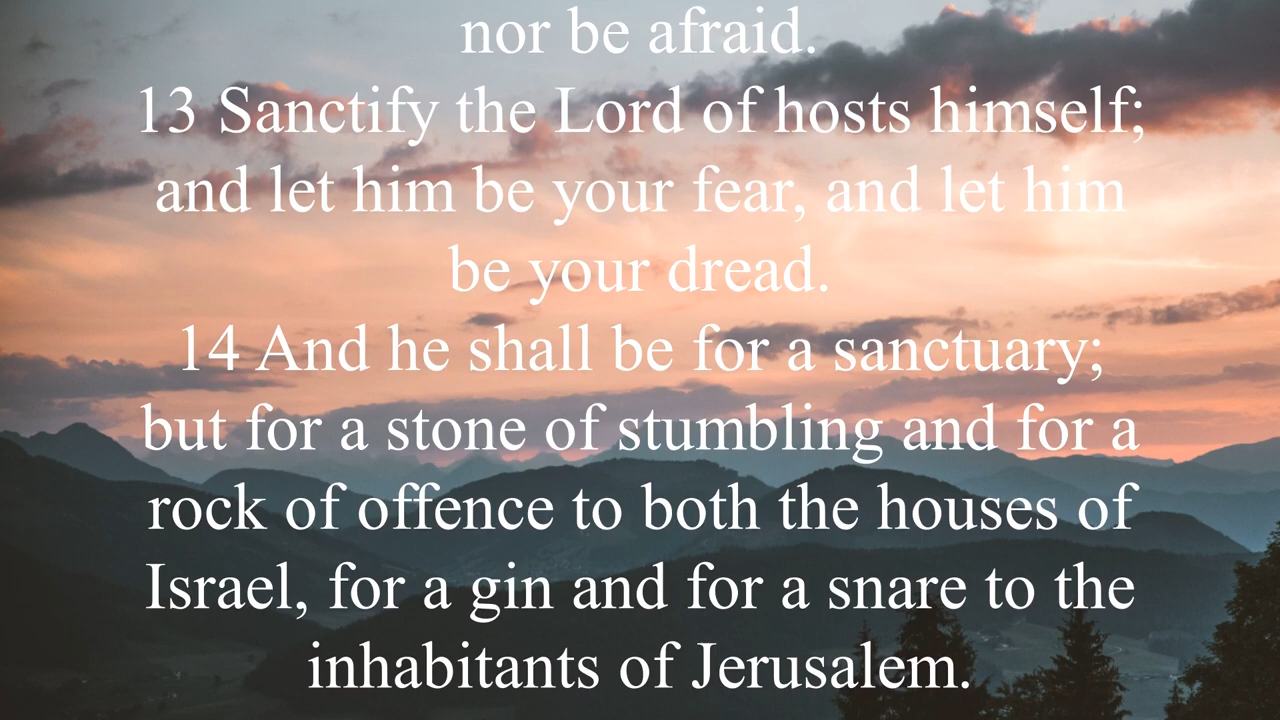 nor be afraid.
13 Sanctify the Lord of hosts himself;
and let him be your fear, and let him
be your dread.
14 And he shall be for a sanctuary;
but for a stone of stumbling and for a
rock of offence to both the houses of
Israel, for a gin and for a snare to the
inhabitants of Jerusalem.